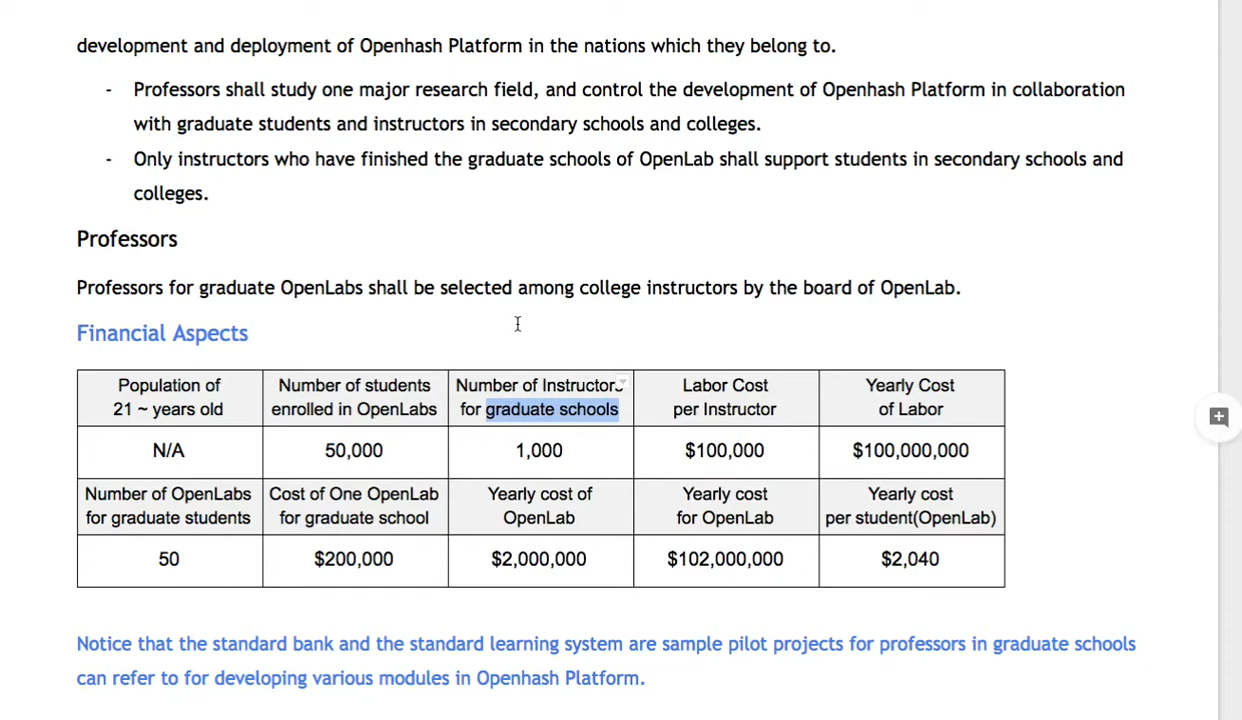 development and deployment of Openhash Platform in the nations which they belong to.
- Professors shall study one major research field, and control the development of Openhash Platform in collaboration
with graduate students and instructors in secondary schools and colleges.
- Only instructors who have finished the graduate schools of OpenLab shall support students in secondary schools and
colleges.
Professors
Professors for graduate OpenLabs shall be selected among college instructors by the board of OpenLab.
Financial Aspects
Population of
21 ~ years old
Number of students
enrolled in OpenLabs
Number of Instructors
for graduate schools
Labor Cost
per Instructor
Yearly Cost
of Labor
N/A
50,000
1,000
$100,000
$100,000,000
Number of OpenLabs
for graduate students
Cost of One OpenLab
for graduate school
Yearly cost of
OpenLab
Yearly cost
for OpenLab
Yearly cost
per student(OpenLab)
50
$200,000
$2,000,000
$102,000,000
$2,040
Notice that the standard bank and the standard learning system are sample pilot projects for professors in graduate schools
can refer to for developing various modules in Openhash Platform.